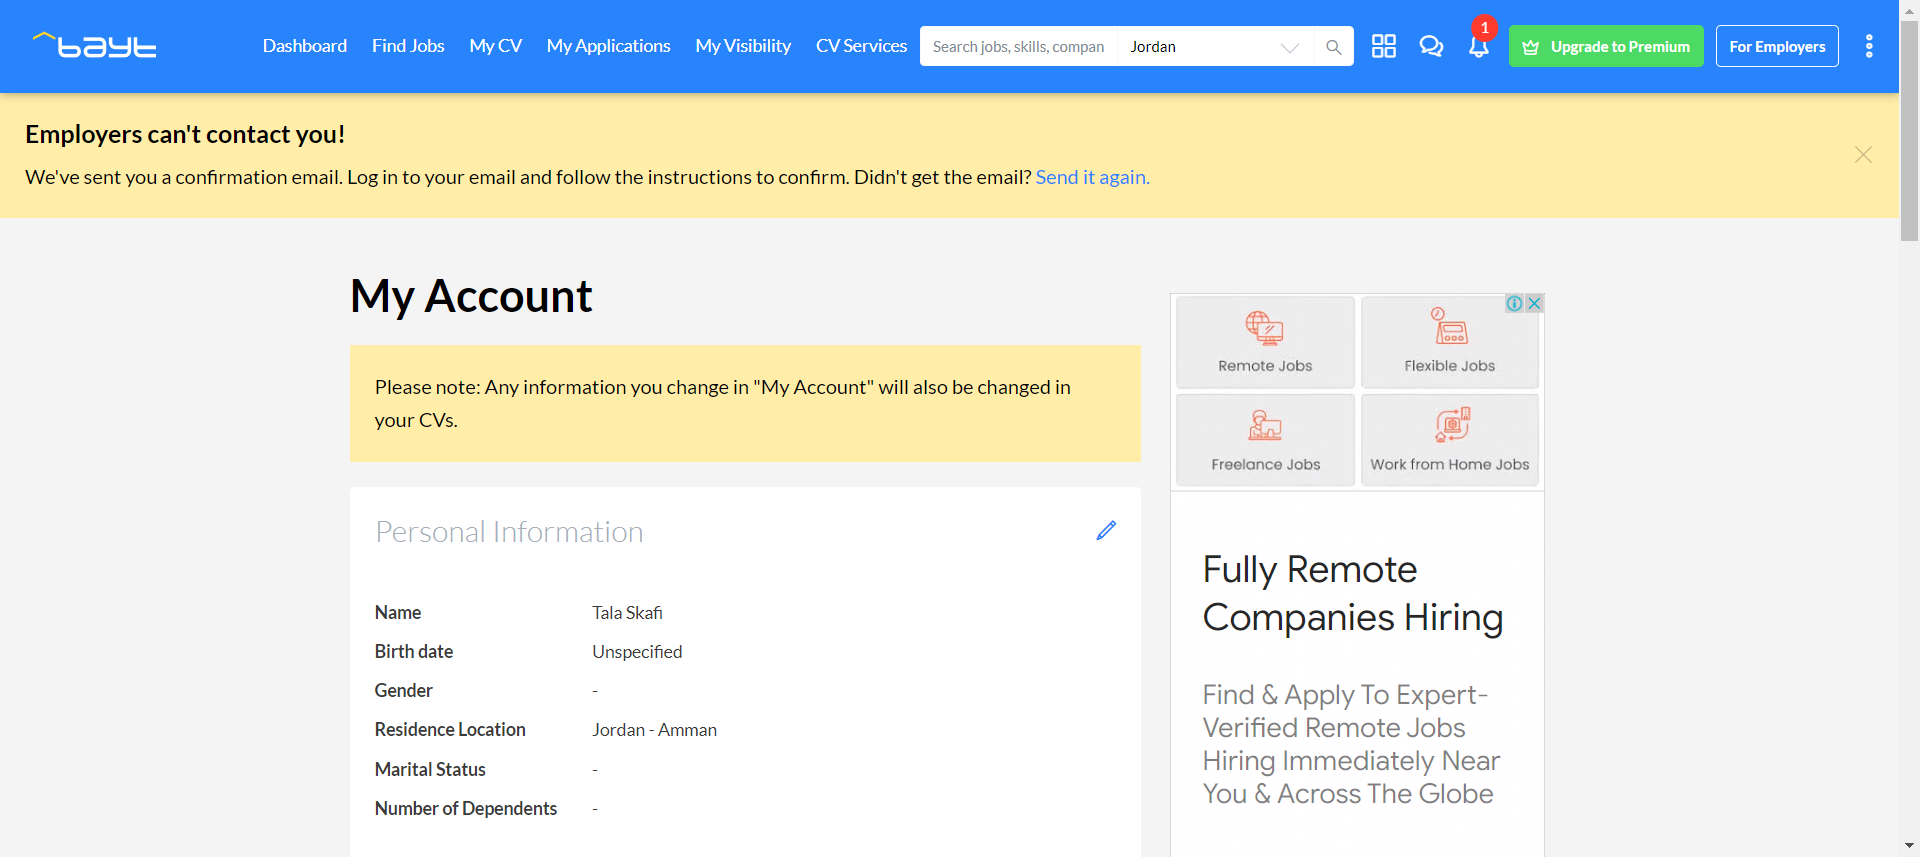 bayt
Dashboard
Find Jobs
My CV
My Applications
My Visibility
CV Services
Search jobs, skills, compan
Jordan
1
Upgrade to Premium
For Employers
Employers can't contact you!
We've sent you a confirmation email. Log in to your email and follow the instructions to confirm. Didn't get the email? Send it again.
My Account
Please note: Any information you change in "My Account" will also be changed in
your CVs.
Personal Information
Name Tala Skafi
Birth date Unspecified
Gender -
Residence Location Jordan - Amman
Marital Status -
Number of Dependents -
Remote Jobs
Flexible Jobs
Freelance Jobs
Work from Home Jobs
Fully Remote
Companies Hiring
Find & Apply To Expert-
Verified Remote Jobs
Hiring Immediately Near
You & Across The Globe